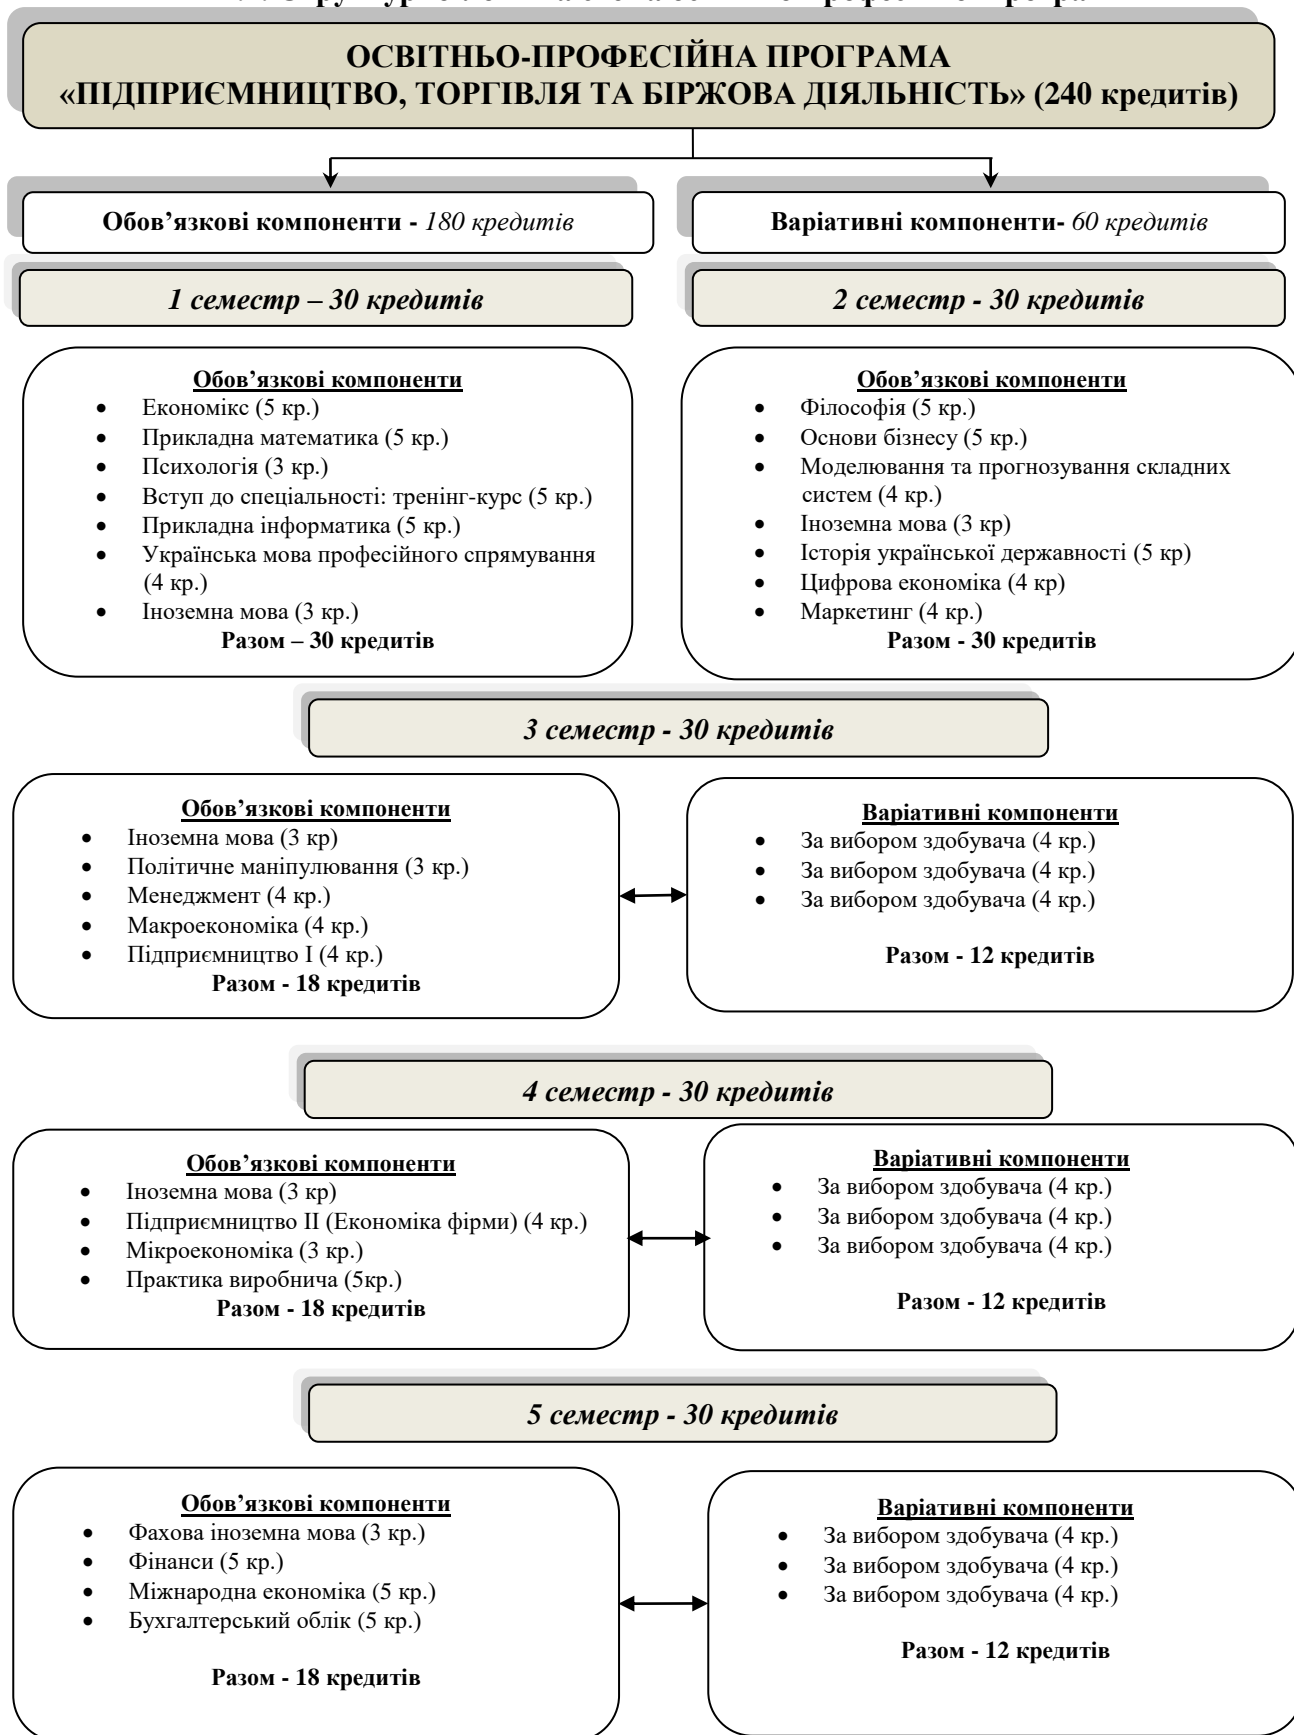 ОСВІТНЬО-ПРОФЕСІЙНА ПРОГРАМА
«ПІДПРИЄМНИЦТВО, ТОРГІВЛЯ ТА БІРЖОВА ДІЯЛЬНІСТЬ» (240 кредитів)
Обов’язкові компоненти - 180 кредитів
Варіативні компоненти- 60 кредитів
1 семестр – 30 кредитів
2 семестр - 30 кредитів
Обов’язкові компоненти
• Економікс (5 кр.)
• Прикладна математика (5 кр.)
• Психологія (3 кр.)
• Вступ до спеціальності: тренінг-курс (5 кр.)
• Прикладна інформатика (5 кр.)
• Українська мова професійного спрямування
(4 кр.)
• Іноземна мова (3 кр.)
Разом – 30 кредитів
Обов’язкові компоненти
• Філософія (5 кр.)
• Основи бізнесу (5 кр.)
• Моделювання та прогнозування складних
систем (4 кр.)
• Іноземна мова (3 кр)
• Історія української державності (5 кр)
• Цифрова економіка (4 кр)
• Маркетинг (4 кр.)
Разом - 30 кредитів
3 семестр - 30 кредитів
Обов’язкові компоненти
• Іноземна мова (3 кр)
• Політичне маніпулювання (3 кр.)
• Менеджмент (4 кр.)
• Макроекономіка (4 кр.)
• Підприємництво І (4 кр.)
Разом - 18 кредитів
Варіативні компоненти
• За вибором здобувача (4 кр.)
• За вибором здобувача (4 кр.)
• За вибором здобувача (4 кр.)
Разом - 12 кредитів
4 семестр - 30 кредитів
Обов’язкові компоненти
• Іноземна мова (3 кр)
• Підприємництво ІІ (Економіка фірми) (4 кр.)
• Мікроекономіка (3 кр.)
• Практика виробнича (5кр.)
Разом - 18 кредитів
Варіативні компоненти
• За вибором здобувача (4 кр.)
• За вибором здобувача (4 кр.)
• За вибором здобувача (4 кр.)
Разом - 12 кредитів
5 семестр - 30 кредитів
Обов’язкові компоненти
• Фахова іноземна мова (3 кр.)
• Фінанси (5 кр.)
• Міжнародна економіка (5 кр.)
• Бухгалтерський облік (5 кр.)
Разом - 18 кредитів
Варіативні компоненти
• За вибором здобувача (4 кр.)
• За вибором здобувача (4 кр.)
• За вибором здобувача (4 кр.)
Разом - 12 кредитів